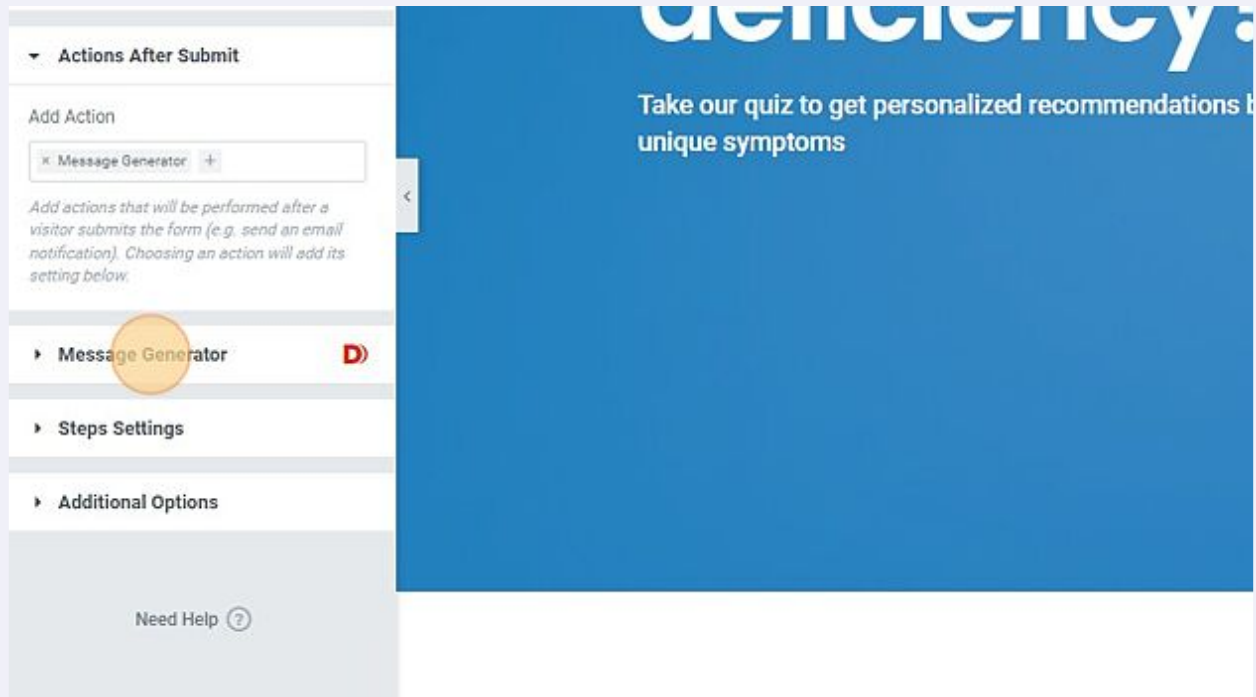 Actions After Submit
Add Action
× Message Generator +
Add actions that will be performed after a
visitor submits the form (e.g. send an email
notification). Choosing an action will add its
setting below.
Message Generator D
Steps Settings
Additional Options
Need Help ?
deficiency?
Take our quiz to get personalized recommendations
unique symptoms